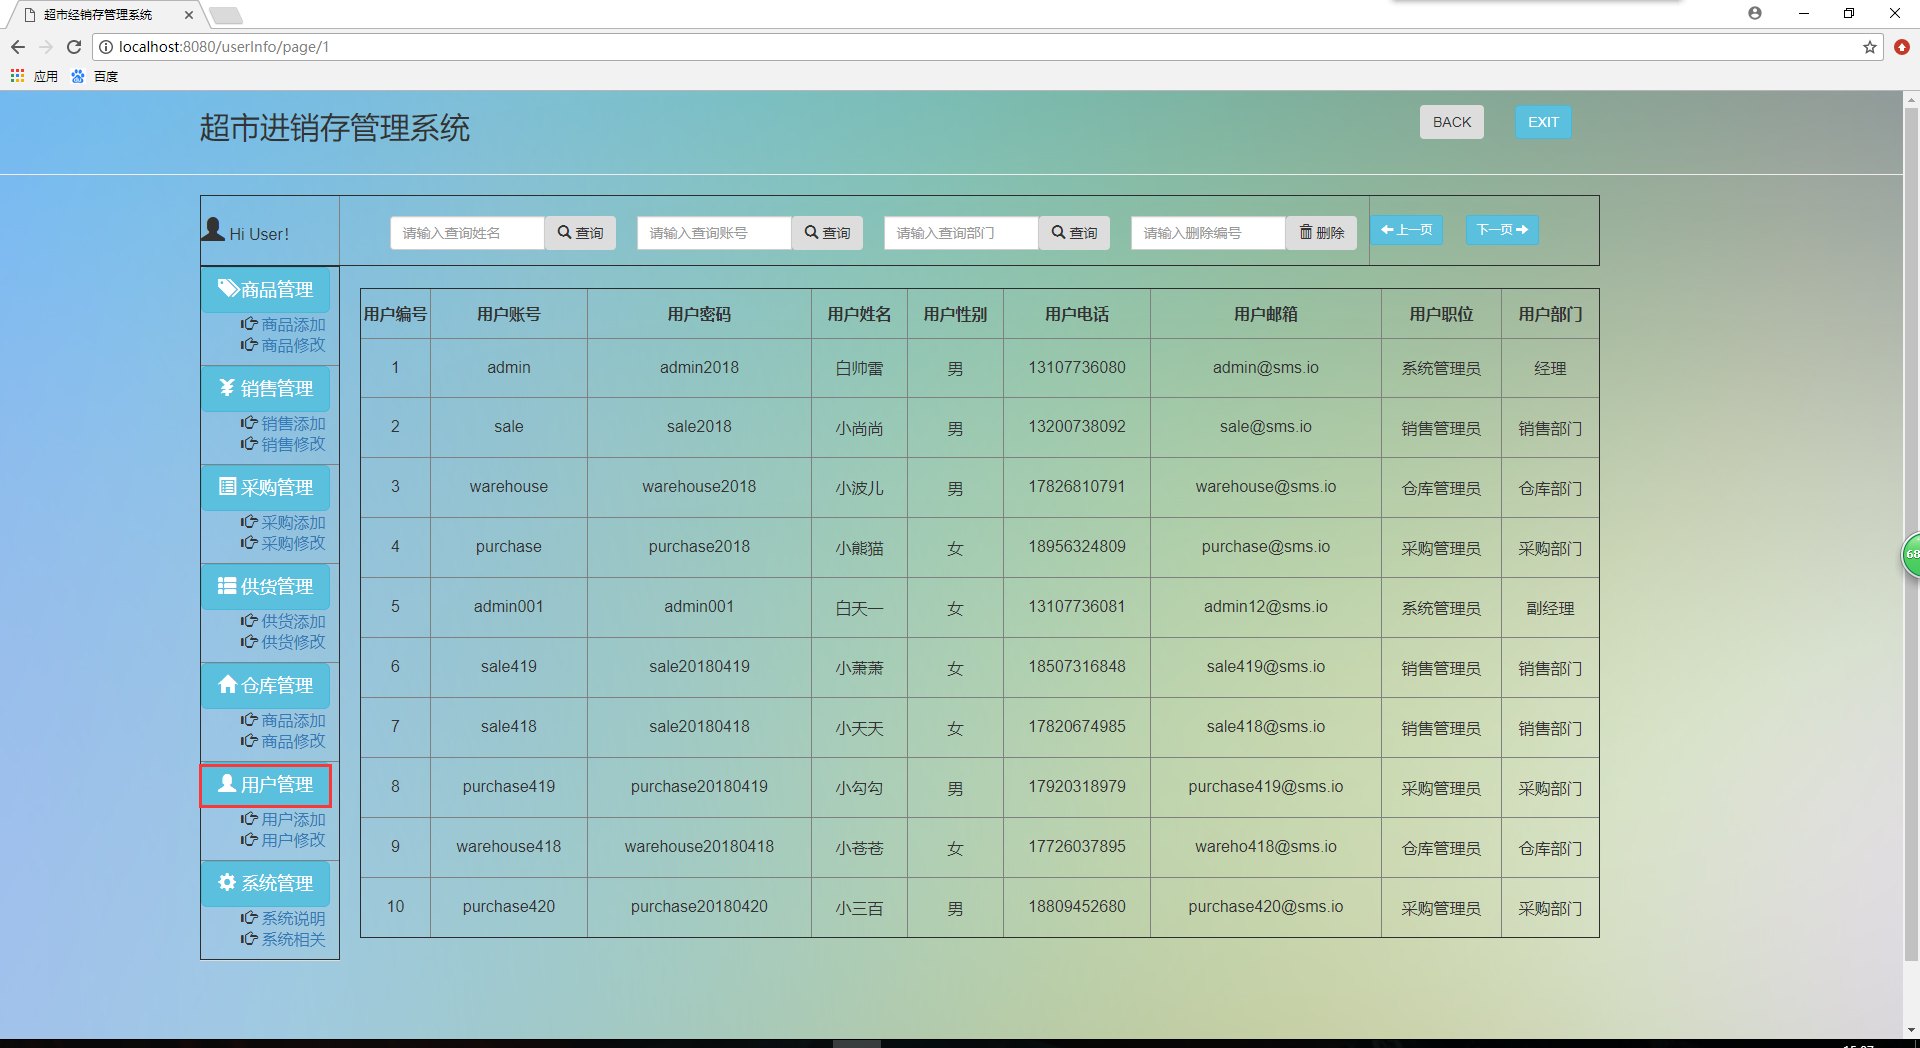 超市经销存管理系统
localhost:8080/userInfo/page/1
应用 百度
超市进销存管理系统 BACK EXIT
Hi User! 请输入查询姓名 查询 请输入查询账号 查询 请输入查询部门 查询 请输入删除编号 删除 上一页 下一页
商品管理
商品添加
商品修改
销售管理
销售添加
销售修改
采购管理
采购添加
采购修改
供货管理
供货添加
供货修改
仓库管理
商品添加
商品修改
用户管理
用户添加
用户修改
系统管理
系统说明
系统相关
用户编号 用户账号 用户密码 用户姓名 用户性别 用户电话 用户邮箱 用户职位 用户部门
1 admin admin2018 白帅雷 男 13107736080 admin@sms.io 系统管理员 经理
2 sale sale2018 小尚尚 男 13200738092 sale@sms.io 销售管理员 销售部门
3 warehouse warehouse2018 小波儿 男 17826810791 warehouse@sms.io 仓库管理员 仓库部门
4 purchase purchase2018 小熊猫 女 18956324809 purchase@sms.io 采购管理员 采购部门
5 admin001 admin001 白天一 女 13107736081 admin12@sms.io 系统管理员 副经理
6 sale419 sale20180419 小萧萧 女 18507316848 sale419@sms.io 销售管理员 销售部门
7 sale418 sale20180418 小天天 女 17820674985 sale418@sms.io 销售管理员 销售部门
8 purchase419 purchase20180419 小勾勾 男 17920318979 purchase419@sms.io 采购管理员 采购部门
9 warehouse418 warehouse20180418 小苍苍 女 17726037895 wareho418@sms.io 仓库管理员 仓库部门
10 purchase420 purchase20180420 小三百 男 18809452680 purchase420@sms.io 采购管理员 采购部门
68